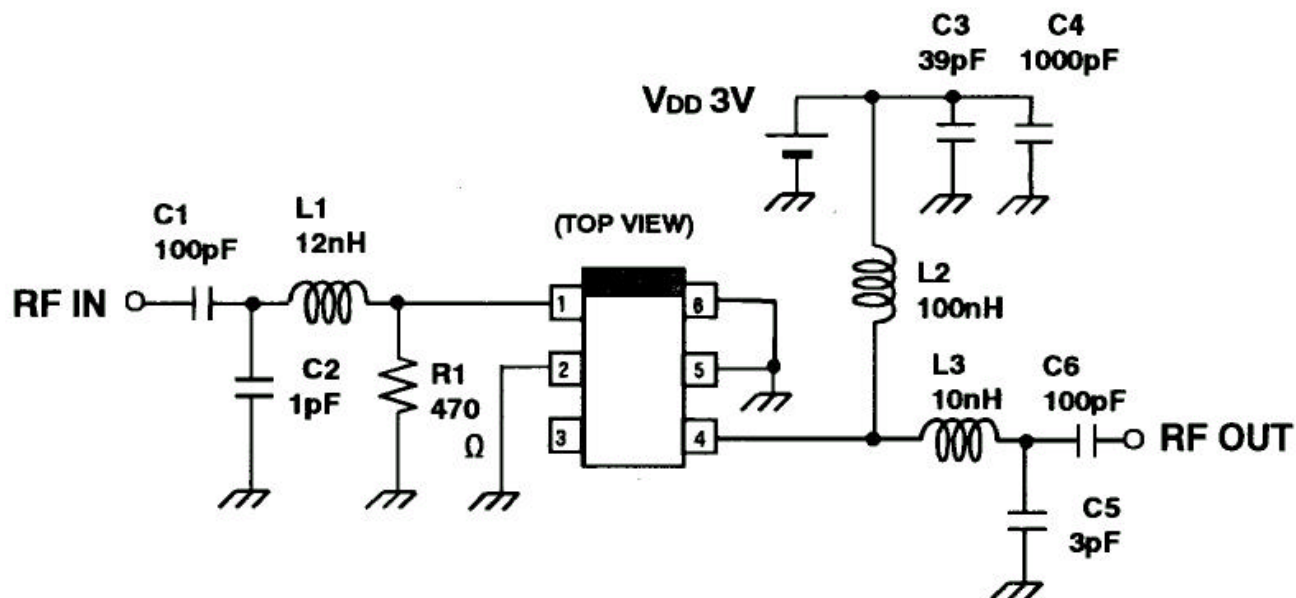 C3
39pF
C4
1000pF
VDD 3V
C1
100pF
L1
12nH
(TOP VIEW)
RF IN
1
2
3
6
5
4
C2
1pF
R1
470
Ω
L2
100nH
L3
10nH
C6
100pF
RF OUT
C5
3pF